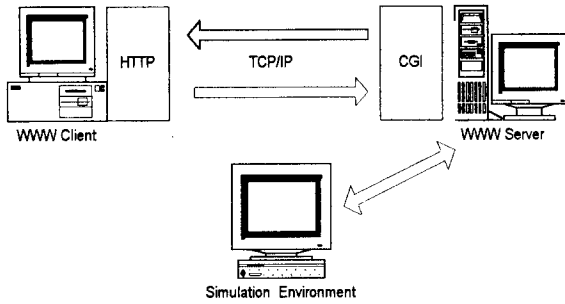 HTTP
TCP/IP
CGI
WWW Client
WWW Server
Simulation Environment